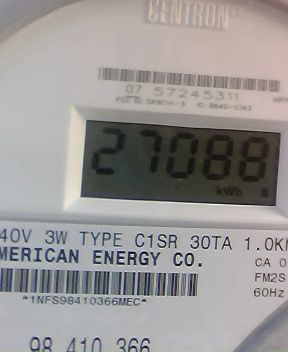 CENTRON
07 57245311
27088
kWh
40V 3W TYPE C1SR 30TA 1.0K
MERICAN ENERGY CO.
CA 0
FM2S
*1NFS98410366MEC*
60Hz
98 410 366